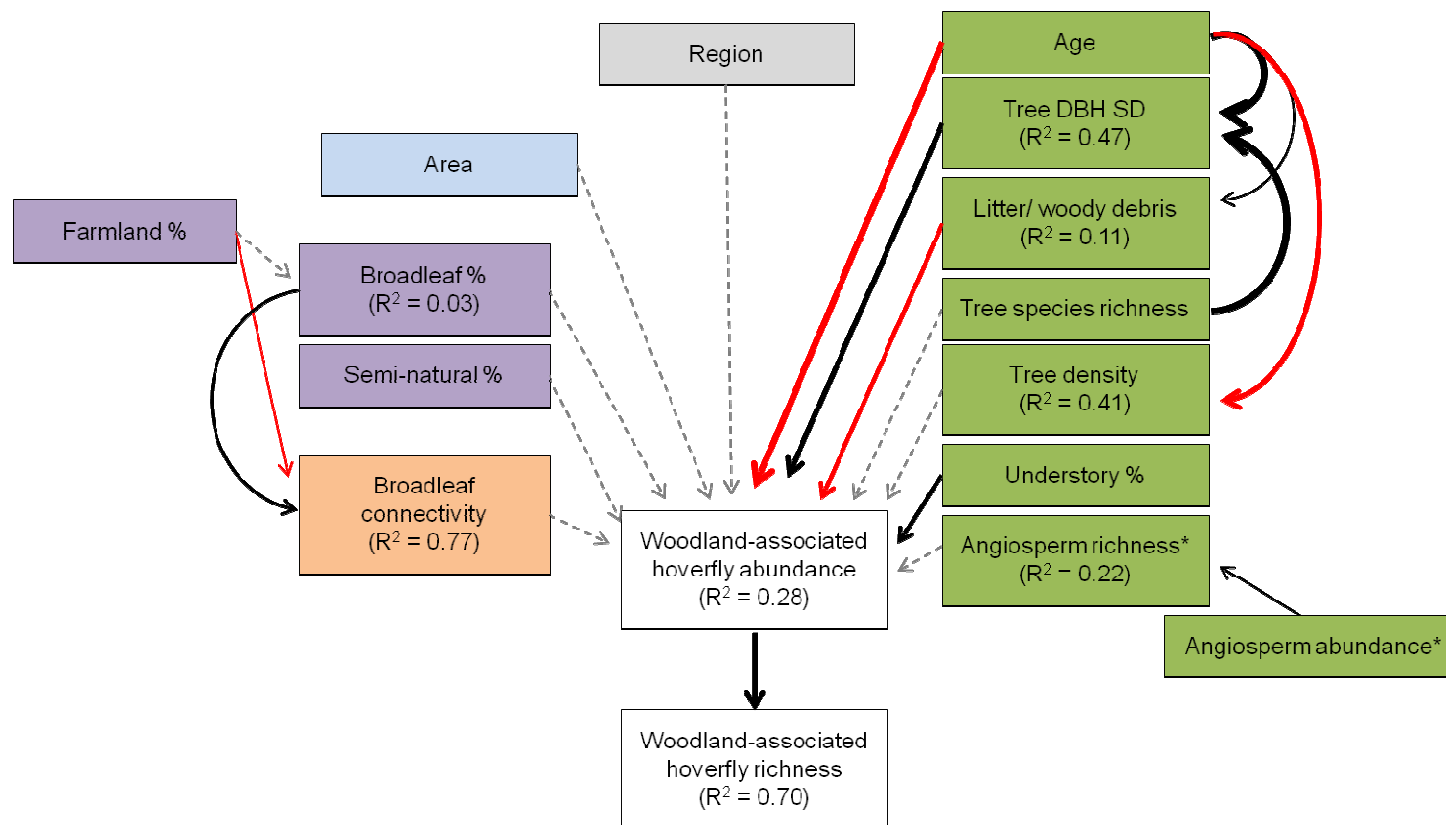 Region
Age
Tree DBH SD
(R² = 0.47)
Area
Litter/ woody debris
(R² = 0.11)
Farmland %
Broadleaf %
(R² = 0.03)
Tree species richness
Semi-natural %
Tree density
(R² = 0.41)
Broadleaf
connectivity
(R² = 0.77)
Understory %
Woodland-associated
hoverfly abundance
(R² = 0.28)
Angiosperm richness*
(R² = 0.22)
Angiosperm abundance*
Woodland-associated
hoverfly richness
(R² = 0.70)